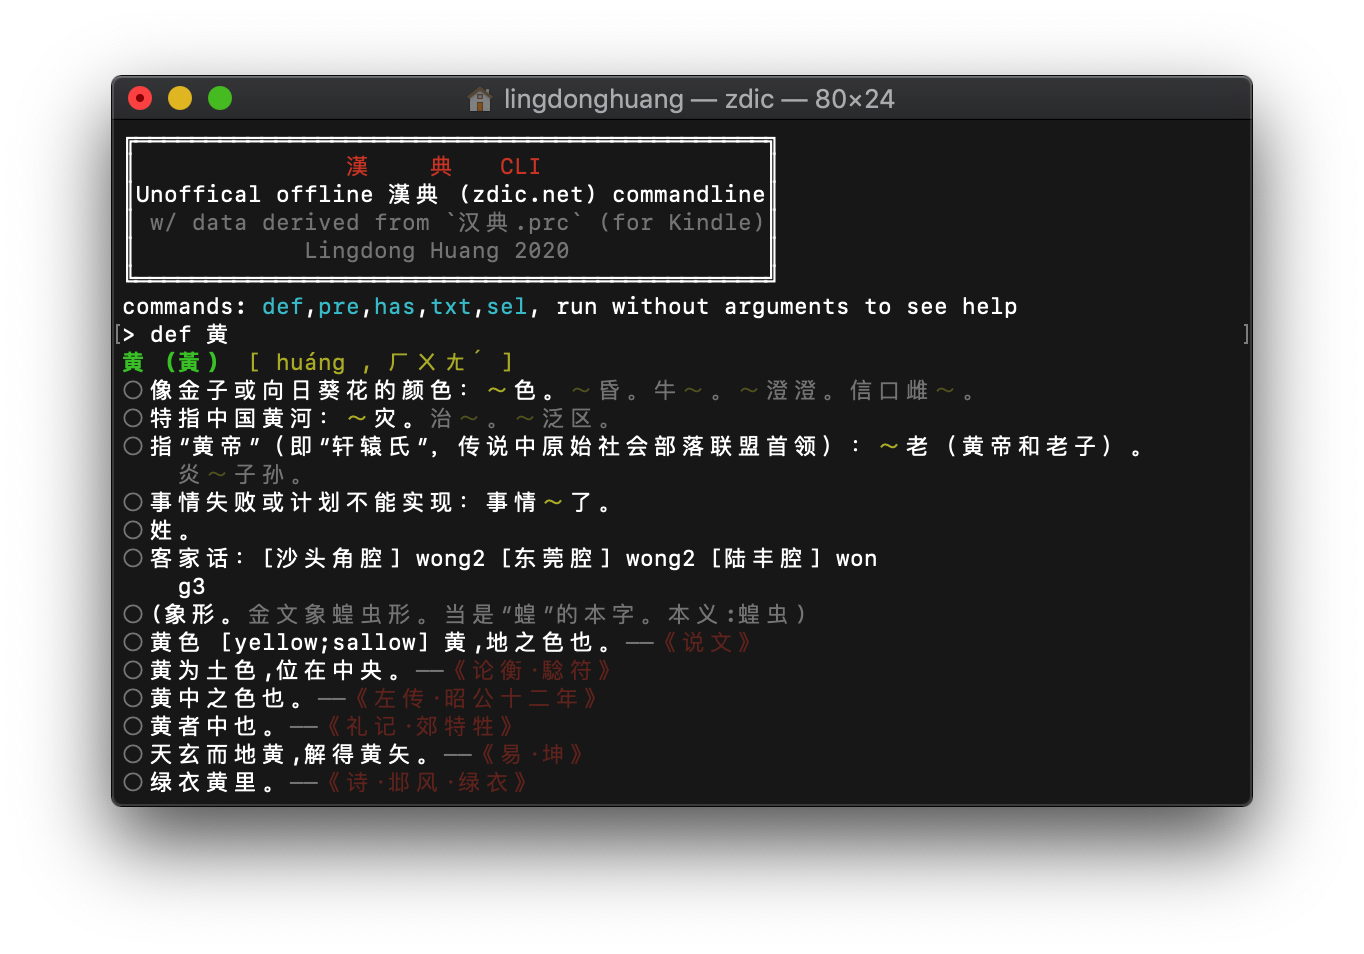 lingdonghuang — zdic — 80×24
漢 典 CLI
Unoffical offline 漢典 (zdic.net) commandline
w/ data derived from `汉典.prc` (for Kindle)
Lingdong Huang 2020
commands: def,pre,has,txt,sel, run without arguments to see help
[> def 黄 ]
黄 (黃) [ huáng , ㄏㄨㄤˊ ]
○ 像金子或向日葵花的颜色：～色。～昏。牛～。～澄澄。信口雌～。
○ 特指中国黄河：～灾。治～。～泛区。
○ 指“黄帝”（即“轩辕氏”，传说中原始社会部落联盟首领）：～老（黄帝和老子）。
炎～子孙。
○ 事情失败或计划不能实现：事情～了。
○ 姓。
○ 客家话：[沙头角腔] wong2 [东莞腔] wong2 [陆丰腔] won
g3
○ (象形。金文象蝗虫形。当是“蝗”的本字。本义:蝗虫)
○ 黄色 [yellow;sallow] 黄,地之色也。——《说文》
○ 黄为土色,位在中央。——《论衡·騐符》
○ 黄中之色也。——《左传·昭公十二年》
○ 黄者中也。——《礼记·郊特牲》
○ 天玄而地黄,解得黄矢。——《易·坤》
○ 绿衣黄里。——《诗·邶风·绿衣》